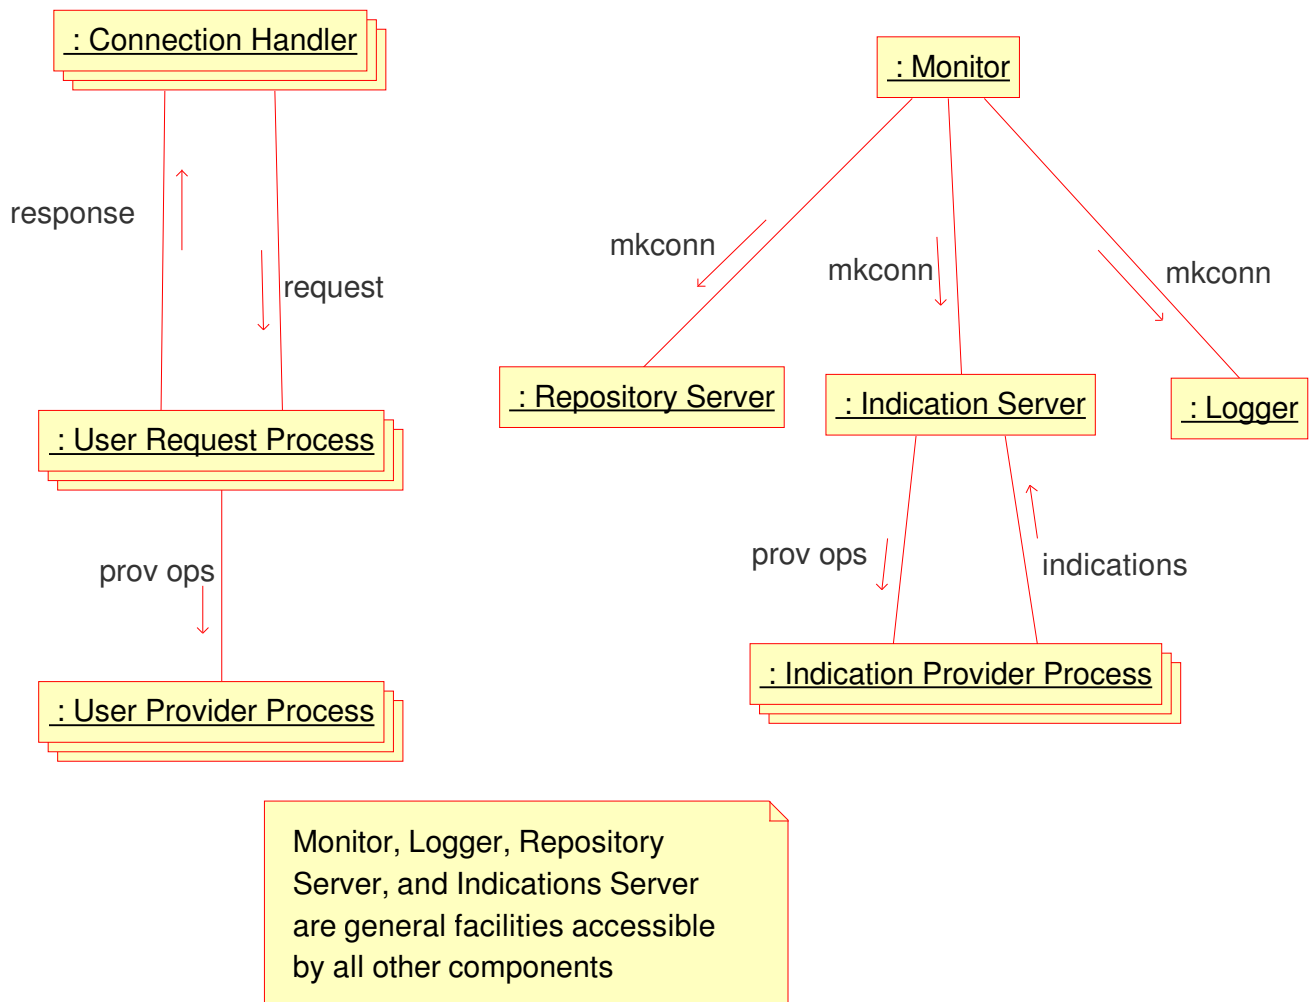 : Connection Handler
: Monitor
response
request
mkconn
mkconn
mkconn
: Repository Server
: Indication Server
: Logger
: User Request Process
prov ops
prov ops
indications
: User Provider Process
: Indication Provider Process
Monitor, Logger, Repository
Server, and Indications Server
are general facilities accessible
by all other components